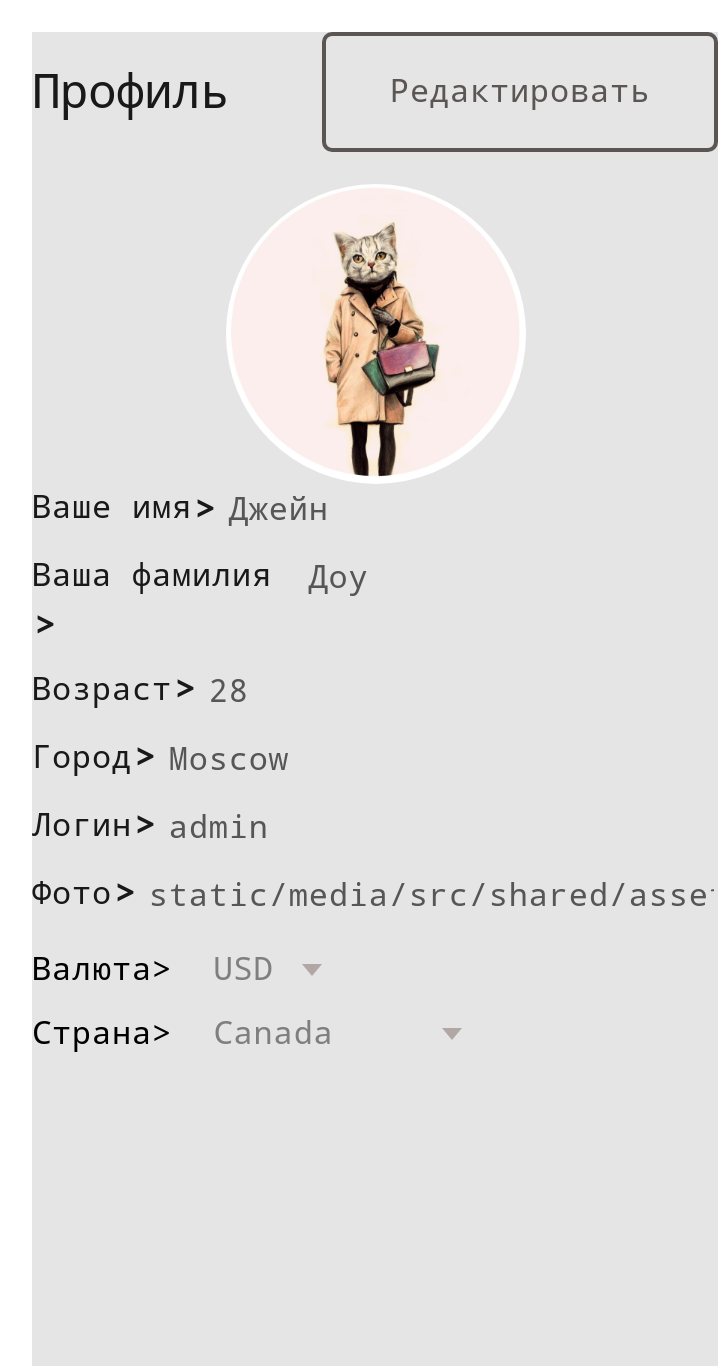 Профиль
Редактировать
Ваше имя> Джейн
Ваша фамилия Доу
>
Возраст> 28
Город> Moscow
Логин> admin
Фото> static/media/src/shared/asse
Валюта> USD
Страна> Canada